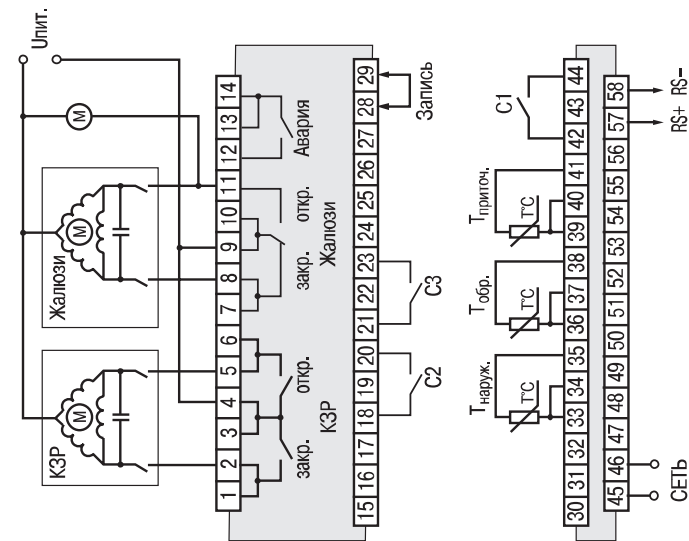 Uпит.
M
Жалюзи
M
КЗР
M
14
13
12
11
10
9
8
7
6
5
4
3
2
1
Авария
откр.
закр.
Жалюзи
откр.
закр.
КЗР
29
28
27
26
25
24
23
22
21
20
19
18
17
16
15
Запись
С3
С2
С1
Tприточ.
T°C
Tобр.
T°C
Tнаруж.
T°C
44
43
42
41
40
39
38
37
36
35
34
33
32
31
30
58
57
56
55
54
53
52
51
50
49
48
47
46
45
RS+ RS–
СЕТЬ